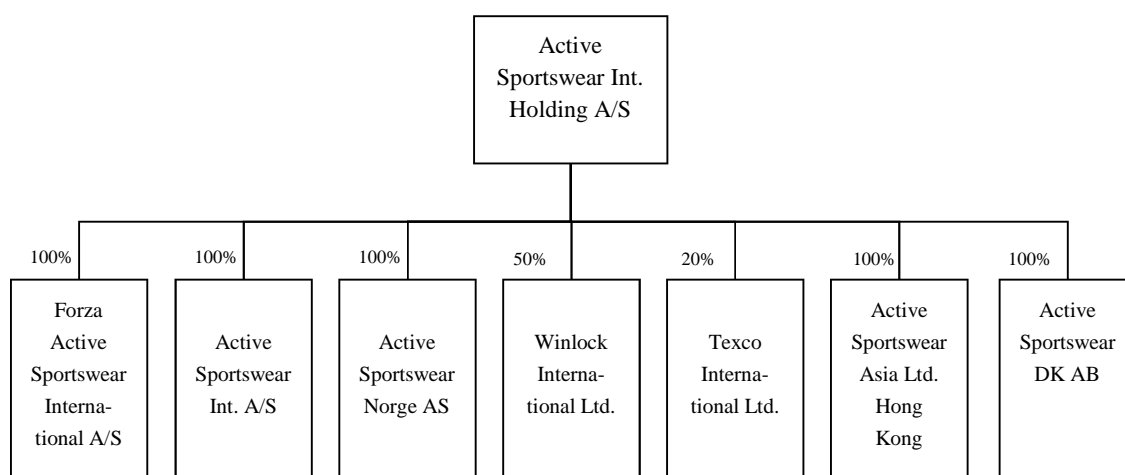 Active
Sportswear Int.
Holding A/S
100%
100%
100%
50%
20%
100%
100%
Forza
Active
Sportswear
Interna-
tional A/S
Active
Sportswear
Int. A/S
Active
Sportswear
Norge AS
Winlock
Interna-
tional Ltd.
Texco
Interna-
tional Ltd.
Active
Sportswear
Asia Ltd.
Hong
Kong
Active
Sportswear
DK AB